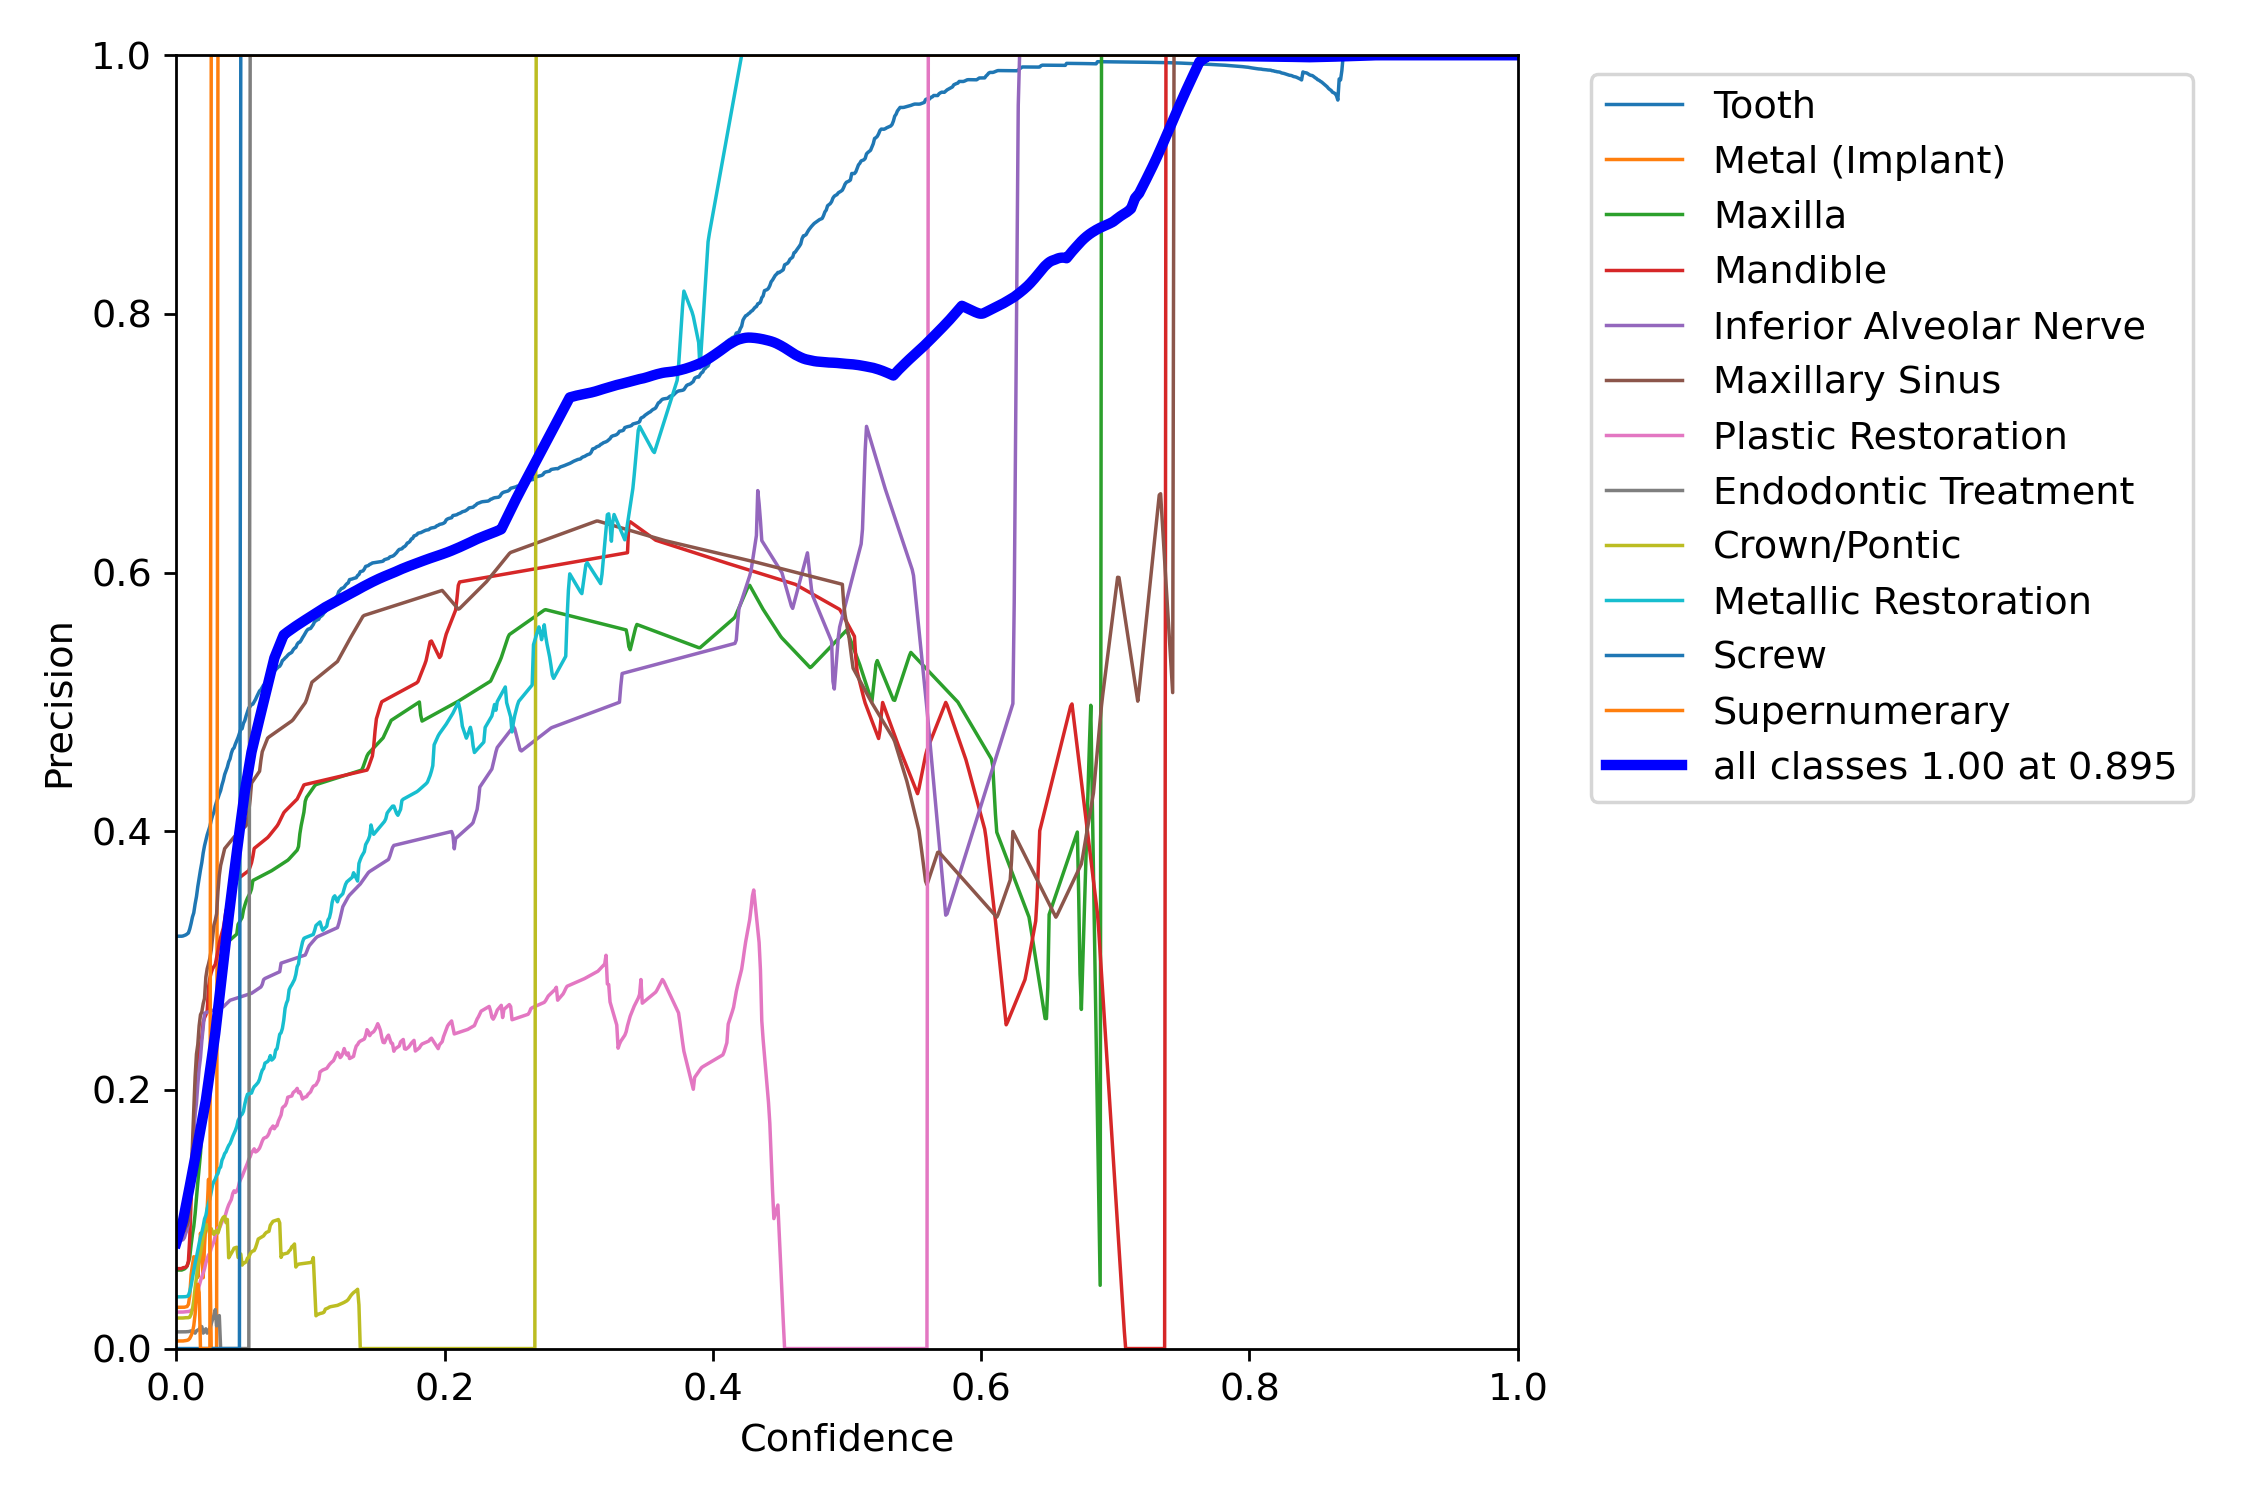 1.0
0.8
0.6
0.4
0.2
0.0
Precision
0.0 0.2 0.4 0.6 0.8 1.0
Confidence
Tooth
Metal (Implant)
Maxilla
Mandible
Inferior Alveolar Nerve
Maxillary Sinus
Plastic Restoration
Endodontic Treatment
Crown/Pontic
Metallic Restoration
Screw
Supernumerary
all classes 1.00 at 0.895